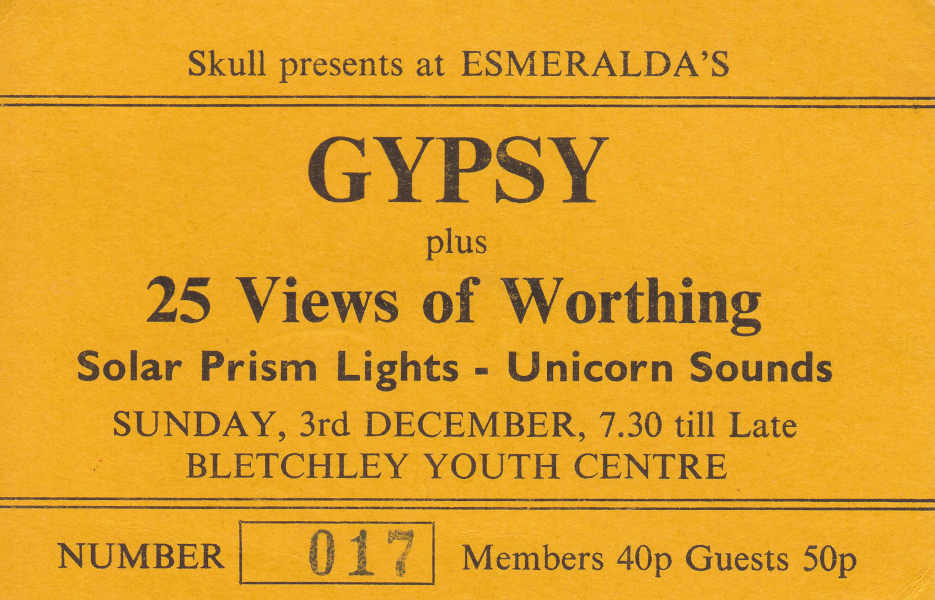 Skull presents at ESMERALDA'S
GYPSY
plus
25 Views of Worthing
Solar Prism Lights - Unicorn Sounds
SUNDAY, 3rd DECEMBER, 7.30 till Late
BLETCHLEY YOUTH CENTRE
NUMBER 017 Members 40p Guests 50p